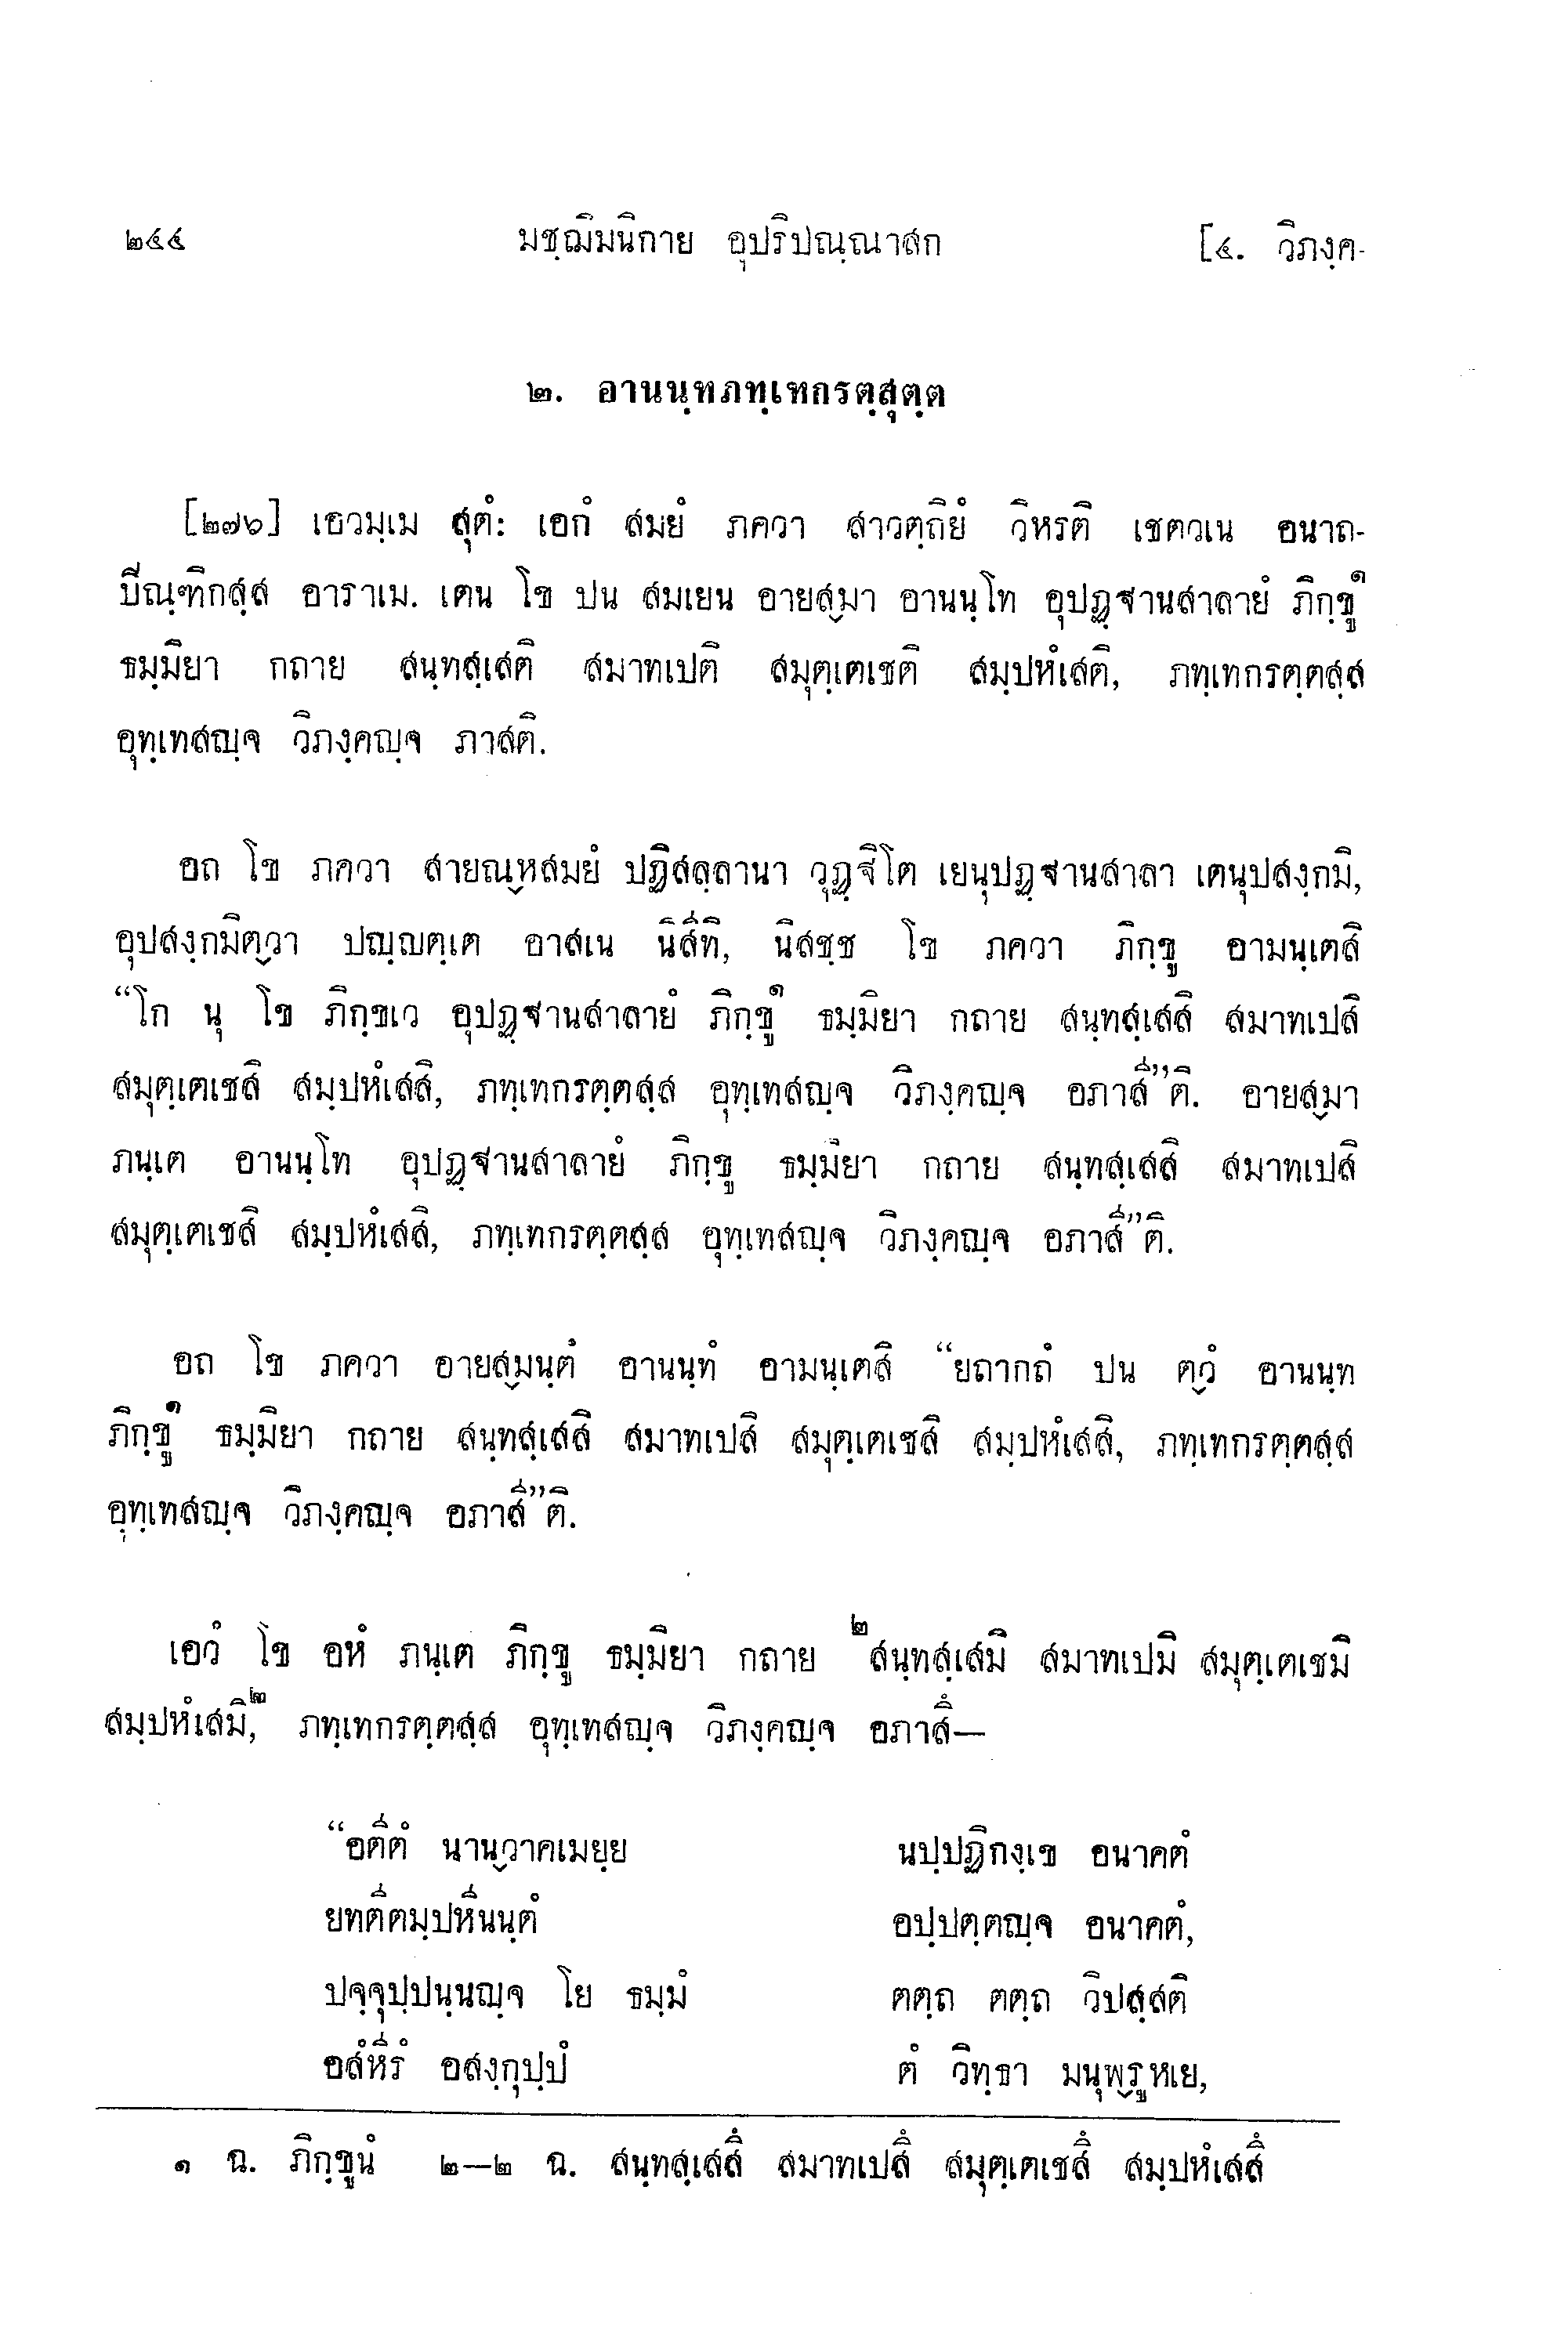 ๒๔๔ มชฺฌิมนิกาย อุปริปณฺณาสก [๔. วิภงฺค-
๒. อานนฺทภทฺเทกรตฺสุตฺต
[๒๗๖] เอวมฺเม สุตํ: เอกํ สมยํ ภควา สาวตฺถิยํ วิหรติ เชตวเน อนาถ-
บิณฺฑิกสฺส อาราเม. เตน โข ปน สมเยน อายสฺมา อานนฺโท อุปฏฺฐานสาลายํ ภิกฺขู๑
ธมฺมิยา กถาย สนฺทสฺเสติ สมาทเปติ สมุตฺเตเชติ สมฺปหํเสติ, ภทฺเทกรตฺตสฺส
อุทฺเทสญฺจ วิภงฺคญฺจ ภาสติ.
อถ โข ภควา สายณฺหสมยํ ปฏิสลฺลานา วุฏฺฐิโต เยนุปฏฺฐานสาลา เตนุปสงฺกมิ,
อุปสงฺกมิตฺวา ปญฺญตฺเต อาสเน นิสีทิ, นิสชฺช โข ภควา ภิกฺขู อามนฺเตสิ
“โก นุ โข ภิกฺขเว อุปฏฺฐานสาลายํ ภิกฺขู๑ ธมฺมิยา กถาย สนฺทสฺเสสิ สมาทเปสิ
สมุตฺเตเชสิ สมฺปหํเสสิ, ภทฺเทกรตฺตสฺส อุทฺเทสญฺจ วิภงฺคญฺจ อภาสี”ติ. อายสฺมา
ภนฺเต อานนฺโท อุปฏฺฐานสาลายํ ภิกฺขู ธมฺมิยา กถาย สนฺทสฺเสสิ สมาทเปสิ
สมุตฺเตเชสิ สมฺปหํเสสิ, ภทฺเทกรตฺตสฺส อุทฺเทสญฺจ วิภงฺคญฺจ อภาสี”ติ.
อถ โข ภควา อายสฺมนฺตํ อานนฺทํ อามนฺเตสิ “ยถากถํ ปน ตฺวํ อานนฺท
ภิกฺขู๑ ธมฺมิยา กถาย สนฺทสฺเสสิ สมาทเปสิ สมุตฺเตเชสิ สมฺปหํเสสิ, ภทฺเทกรตฺตสฺส
อุทฺเทสญฺจ วิภงฺคญฺจ อภาสี”ติ.
เอวํ โข อหํ ภนฺเต ภิกฺขู ธมฺมิยา กถาย ๒สนฺทสฺเสมิ สมาทเปมิ สมุตฺเตเชมิ
สมฺปหํเสมิ,๒ ภทฺเทกรตฺตสฺส อุทฺเทสญฺจ วิภงฺคญฺจ อภาสึ—
“อตีตํ นานฺวาคเมยฺย นปฺปฏิกงฺเข อนาคตํ
ยทตีตมฺปหีนนฺตํ อปฺปตฺตญฺจ อนาคตํ,
ปจฺจุปฺปนฺนญฺจ โย ธมฺมํ ตตฺถ ตตฺถ วิปสฺสติ
อสํหีรํ อสงฺกุปฺปํ ตํ วิทฺธา มนุพฺรูหเย,
๑ ฉ. ภิกฺขูนํ ๒—๒ ฉ. สนฺทสฺเสสึ สมาทเปสึ สมุตฺเตเชสึ สมฺปหํเสสึ